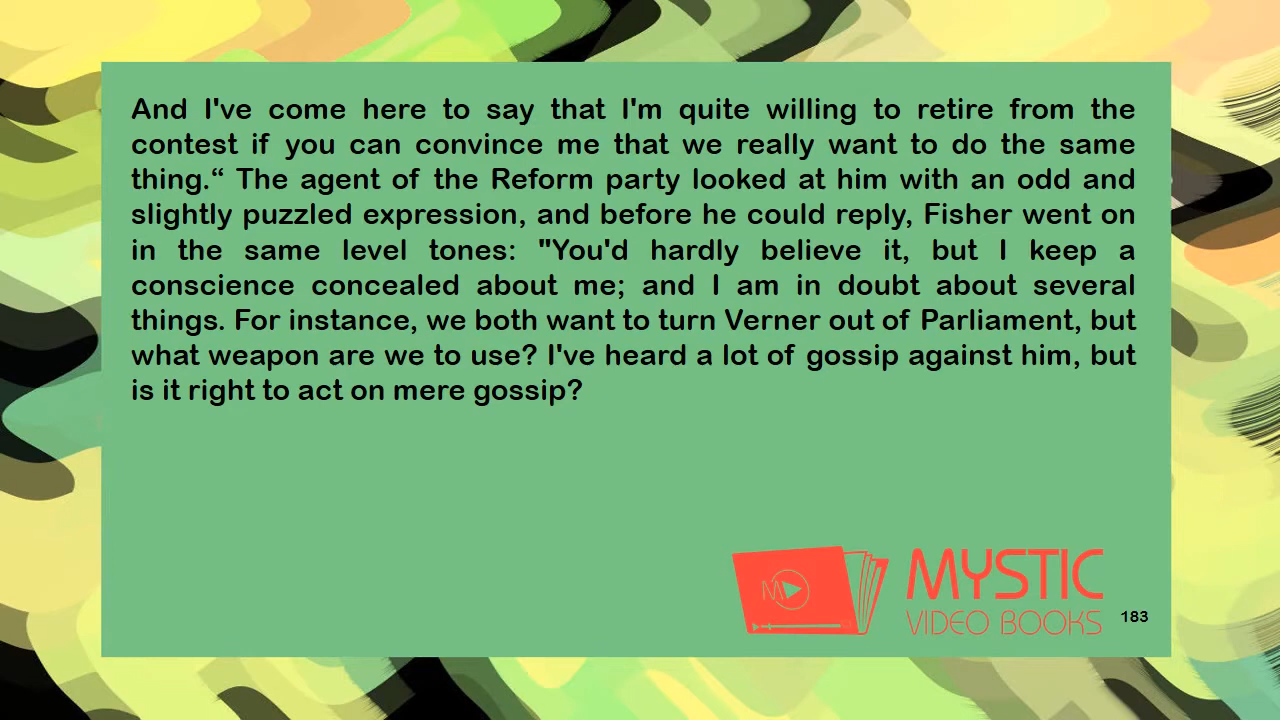 And I've come here to say that I'm quite willing to retire from the
contest if you can convince me that we really want to do the same
thing.“ The agent of the Reform party looked at him with an odd and
slightly puzzled expression, and before he could reply, Fisher went on
in the same level tones: "You'd hardly believe it, but I keep a
conscience concealed about me; and I am in doubt about several
things. For instance, we both want to turn Verner out of Parliament, but
what weapon are we to use? I've heard a lot of gossip against him, but
is it right to act on mere gossip?
M
MYSTIC
VIDEO BOOKS
183